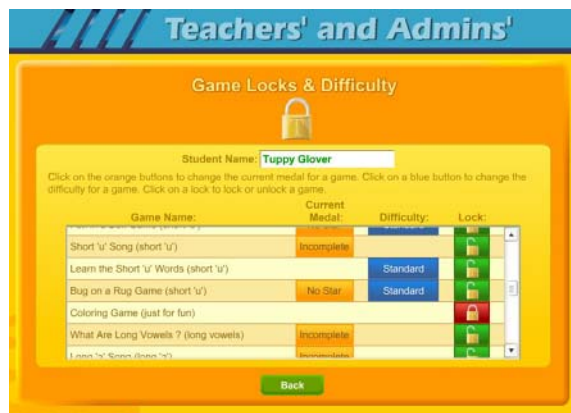 Teachers' and Admins'
Game Locks & Difficulty
Student Name: Tuppy Glover
Click on the orange buttons to change the current medal for a game. Click on a blue button to change the
difficulty for a game. Click on a lock to lock or unlock a game.
Game Name: Current Medal: Difficulty: Lock:
Short 'u' Song (short 'u') Incomplete
Learn the Short 'u' Words (short 'u') Standard
Bug on a Rug Game (short 'u') No Star Standard
Coloring Game (just for fun)
What Are Long Vowels ? (long vowels) Incomplete
Long 'a' Song (long 'a') Incomplete
Back